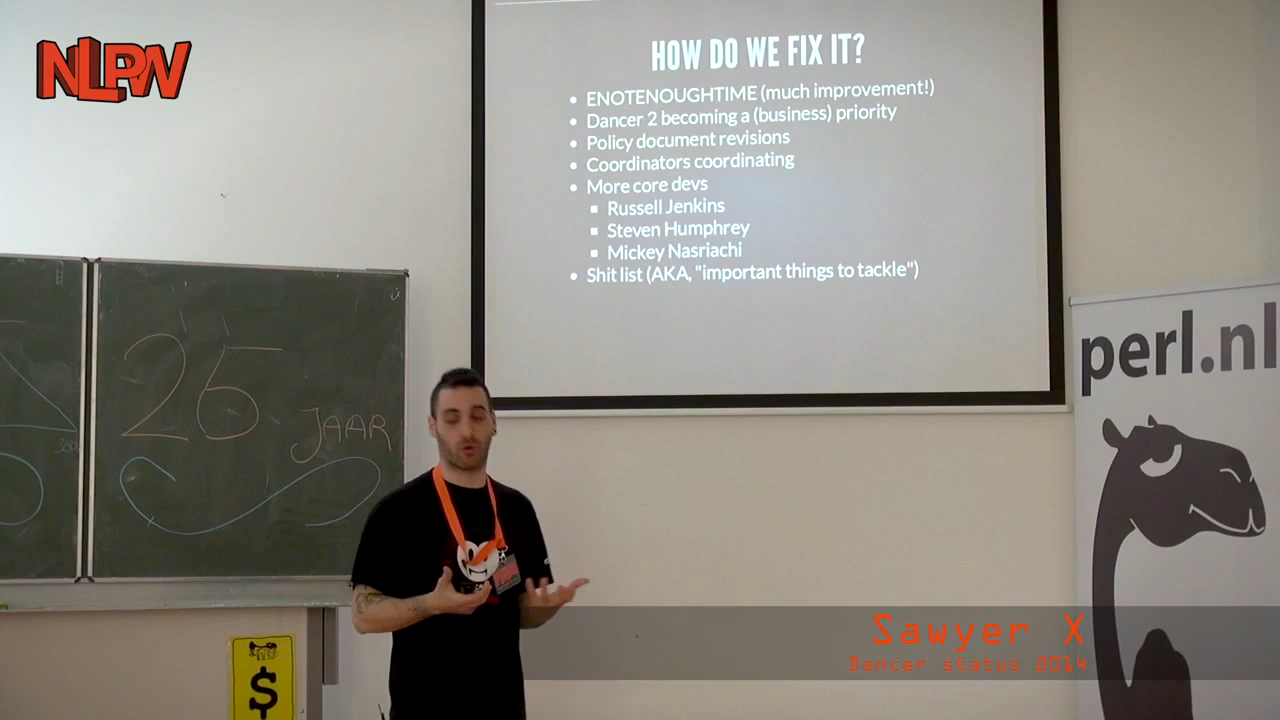 NLPW
HOW DO WE FIX IT?
ENOTENOUGHTIME (much improvement!)
Dancer 2 becoming a (business) priority
Policy document revisions
Coordinators coordinating
More core devs
Russell Jenkins
Steven Humphrey
Mickey Nasriachi
Shit list (AKA, "important things to tackle")
25
JAAR
perl.nl
$
Sawyer X
Dancer status 2014